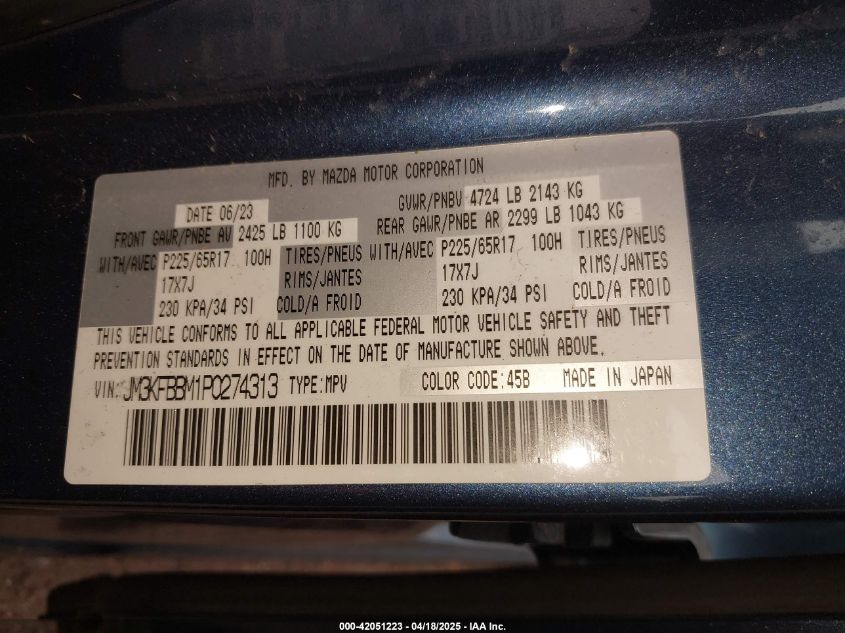 MFD. BY MAZDA MOTOR CORPORATION
DATE 06/23 GVWR/PNBV 4724 LB 2143 KG
FRONT GAWR/PNBE AV 2425 LB 1100 KG REAR GAWR/PNBE AR 2299 LB 1043 KG
WITH/AVEC P225/65R17 100H TIRES/PNEUS WITH/AVEC P225/65R17 100H TIRES/PNEUS
17X7J RIMS/JANTES 17X7J RIMS/JANTES
230 KPA/34 PSI COLD/A FROID 230 KPA/34 PSI COLD/A FROID
THIS VEHICLE CONFORMS TO ALL APPLICABLE FEDERAL MOTOR VEHICLE SAFETY AND THEFT
PREVENTION STANDARDS IN EFFECT ON THE DATE OF MANUFACTURE SHOWN ABOVE.
VIN: JM3KFBBM1P0274313 TYPE:MPV COLOR CODE:45B MADE IN JAPAN
000-42051223 - 04/18/2025 - IAA Inc.